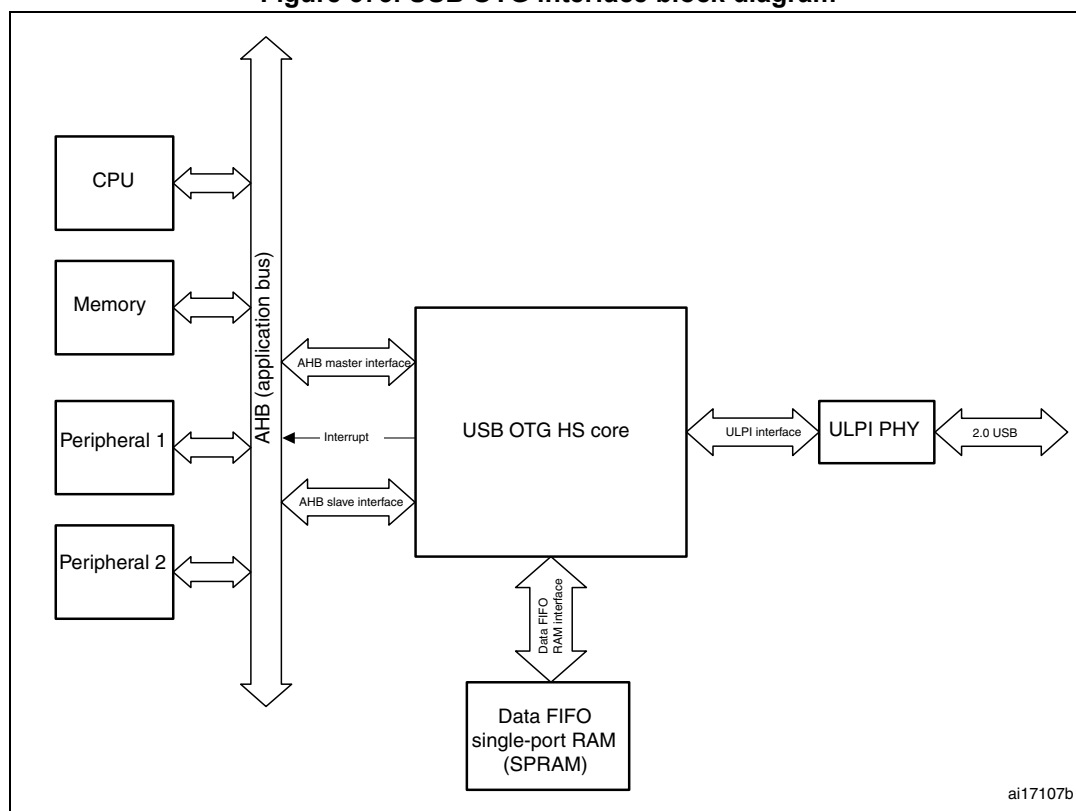 Figure USB OTG interface block diagram
CPU
Memory
Peripheral 1
Peripheral 2
AHB (application bus)
AHB master interface
Interrupt
AHB slave interface
USB OTG HS core
ULPI interface
ULPI PHY
2.0 USB
Data FIFO
RAM interface
Data FIFO
single-port RAM
(SPRAM)
ai17107b